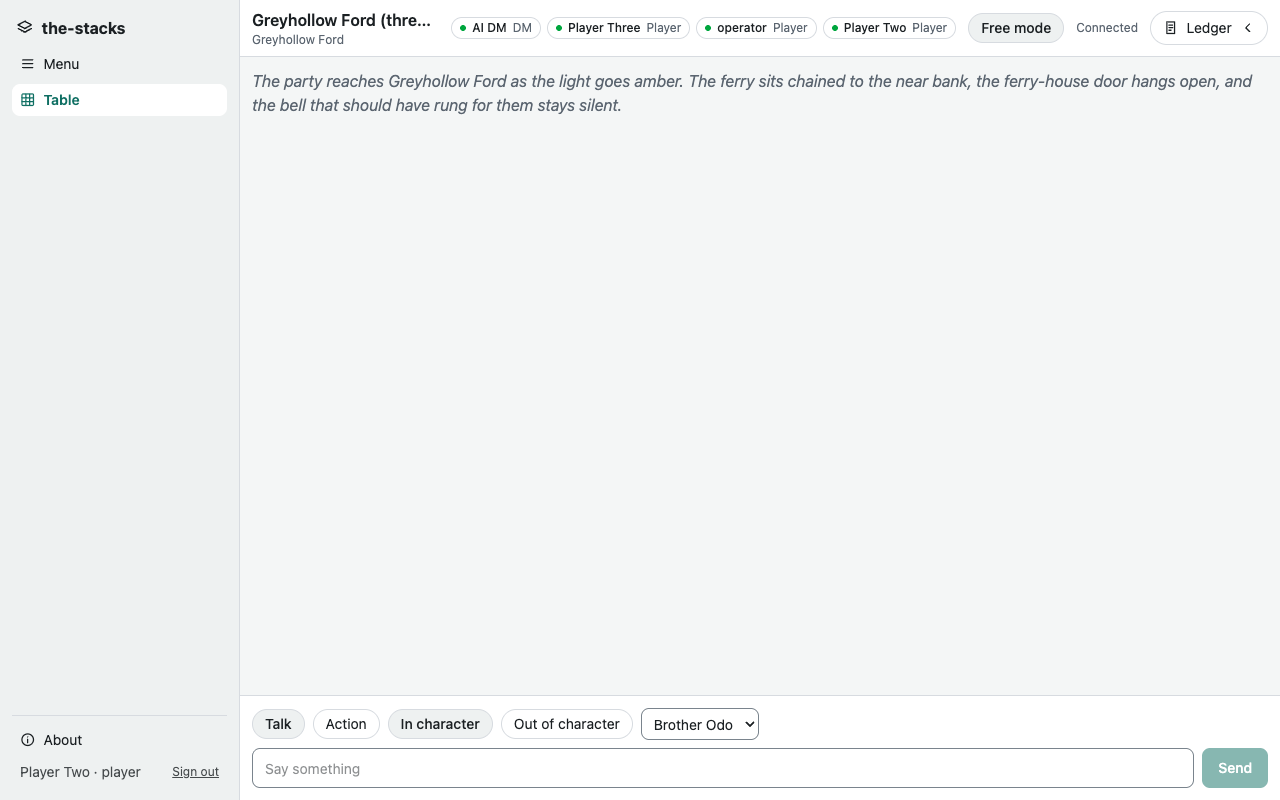 the-stacks
Menu
Table
About
Player Two · player
Sign out
Greyhollow Ford (thre...
Greyhollow Ford
AI DM DM
Player Three Player
operator Player
Player Two Player
Free mode
Connected
Ledger
The party reaches Greyhollow Ford as the light goes amber. The ferry sits chained to the near bank, the ferry-house door hangs open, and
the bell that should have rung for them stays silent.
Talk
Action
In character
Out of character
Brother Odo
Say something
Send